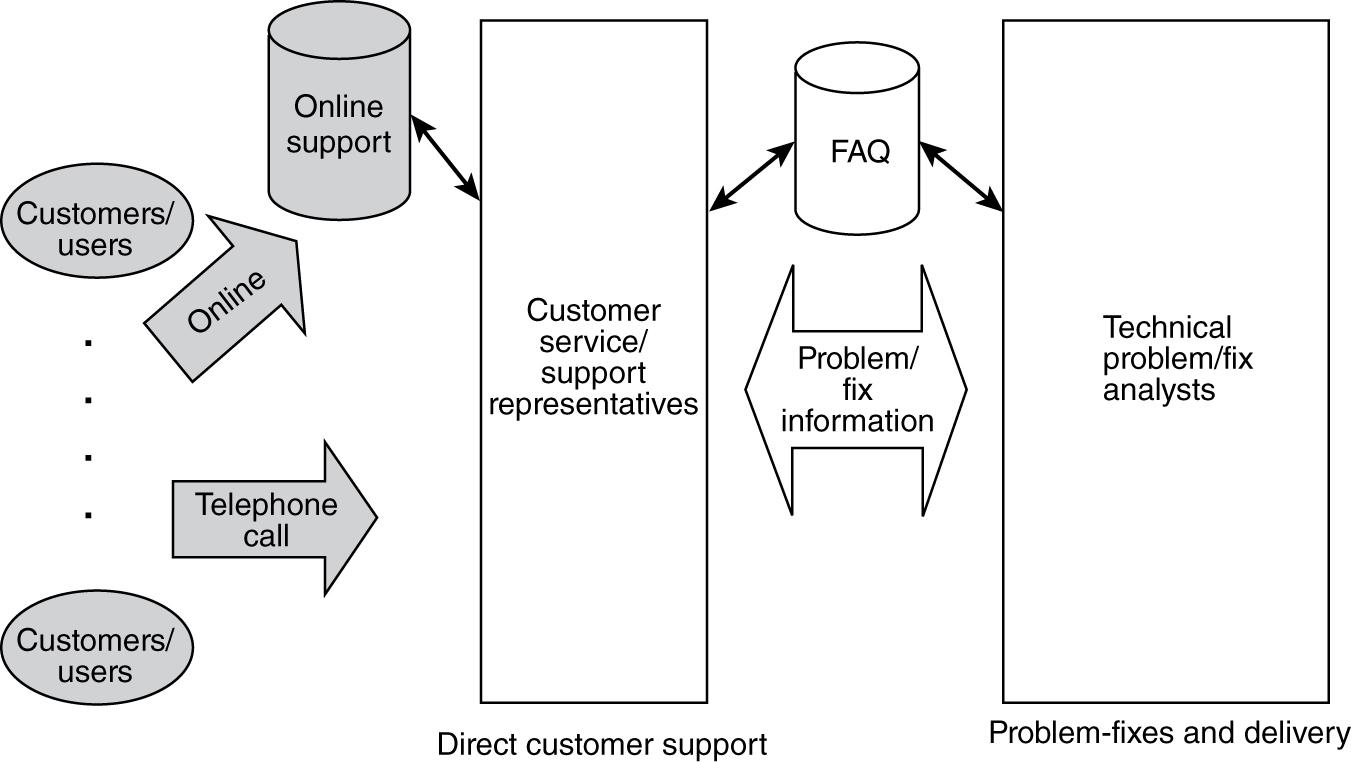 Online
support
FAQ
Customers/
users
Online
Customer
service/
support
representatives
Problem/
fix
information
Technical
problem/fix
analysts
Telephone
call
Customers/
users
Direct customer support
Problem-fixes and delivery